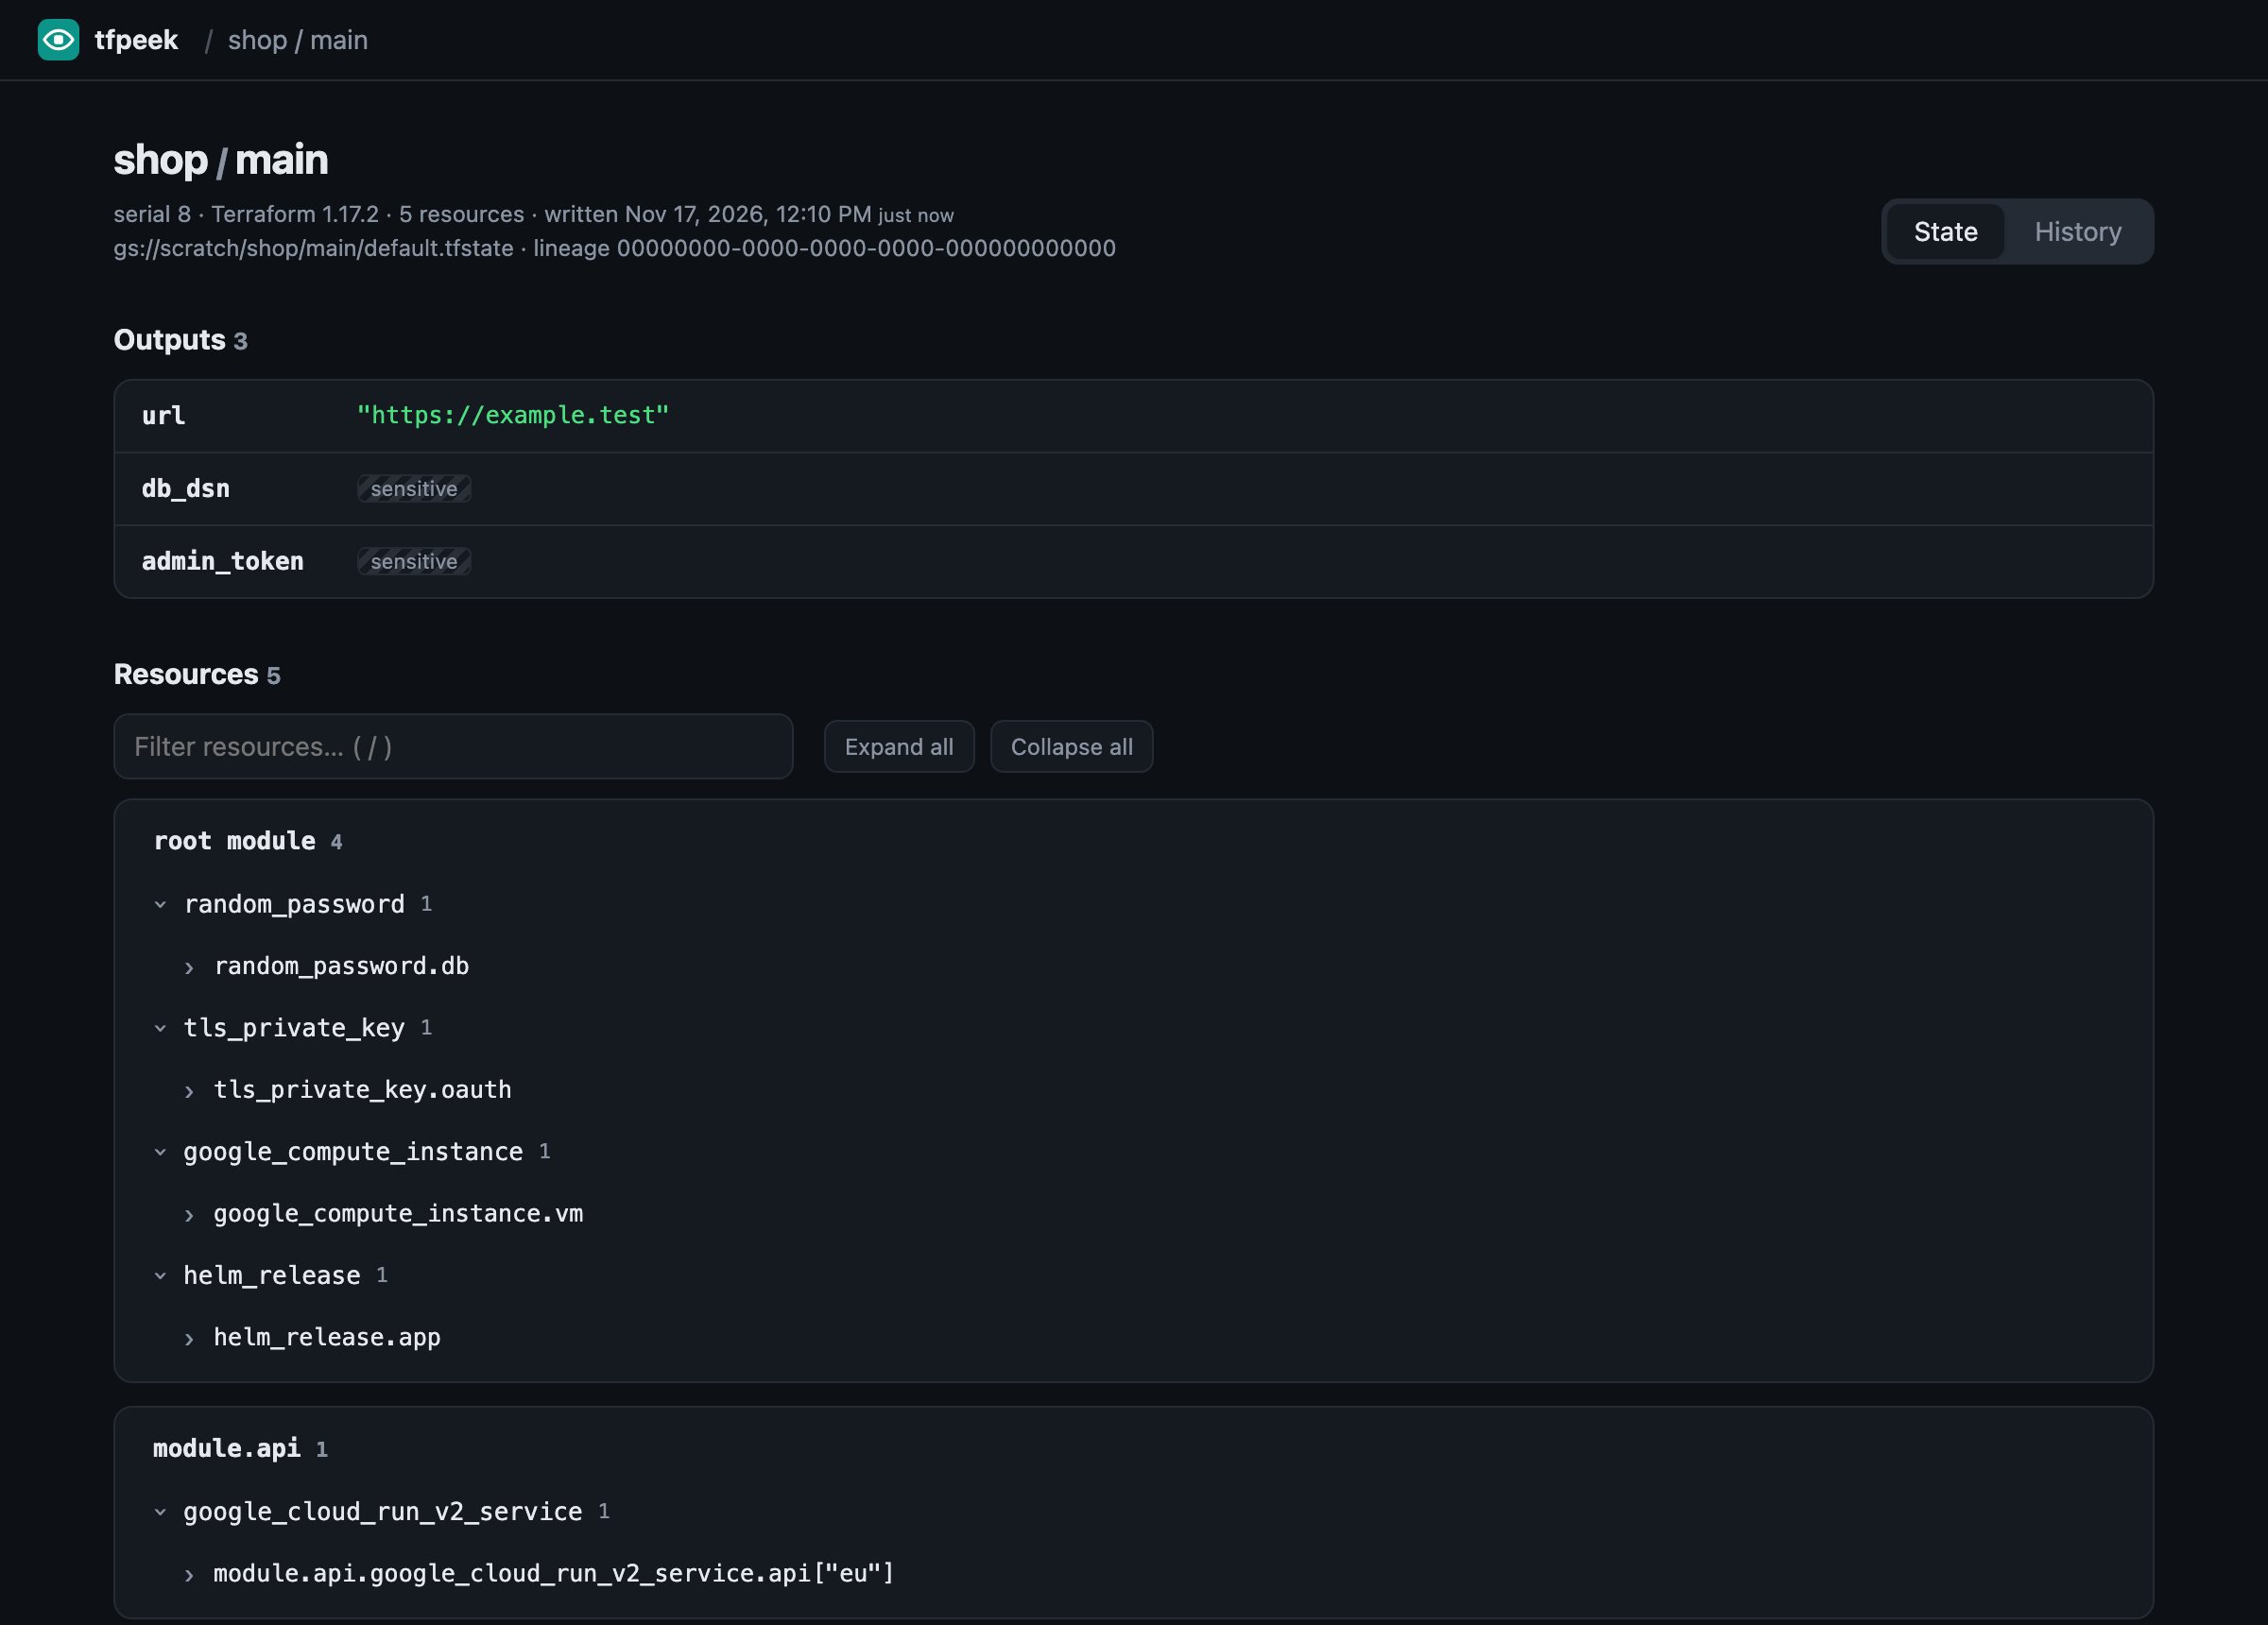 tfpeek / shop / main
shop / main
serial 8 · Terraform 1.17.2 · 5 resources · written Nov 17, 2026, 12:10 PM just now
gs://scratch/shop/main/default.tfstate · lineage 00000000-0000-0000-0000-000000000000
State History
Outputs 3
url "https://example.test"
db_dsn sensitive
admin_token sensitive
Resources 5
Filter resources... ( / ) Expand all Collapse all
root module 4
random_password 1
random_password.db
tls_private_key 1
tls_private_key.oauth
google_compute_instance 1
google_compute_instance.vm
helm_release 1
helm_release.app
module.api 1
google_cloud_run_v2_service 1
module.api.google_cloud_run_v2_service.api["eu"]